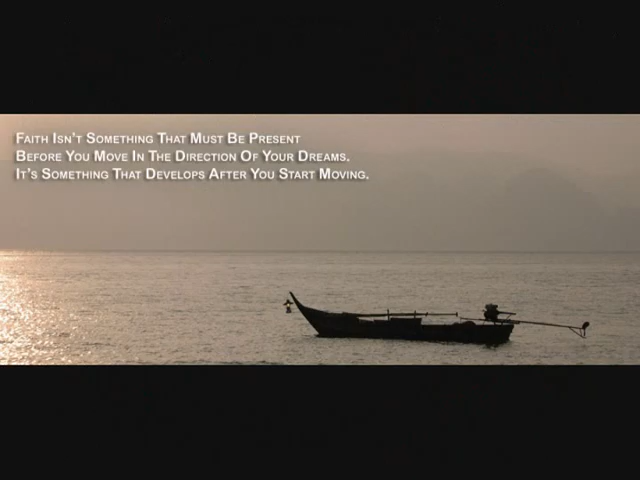 Faith Isn't Something That Must Be Present
Before You Move In The Direction Of Your Dreams.
It's Something That Develops After You Start Moving.